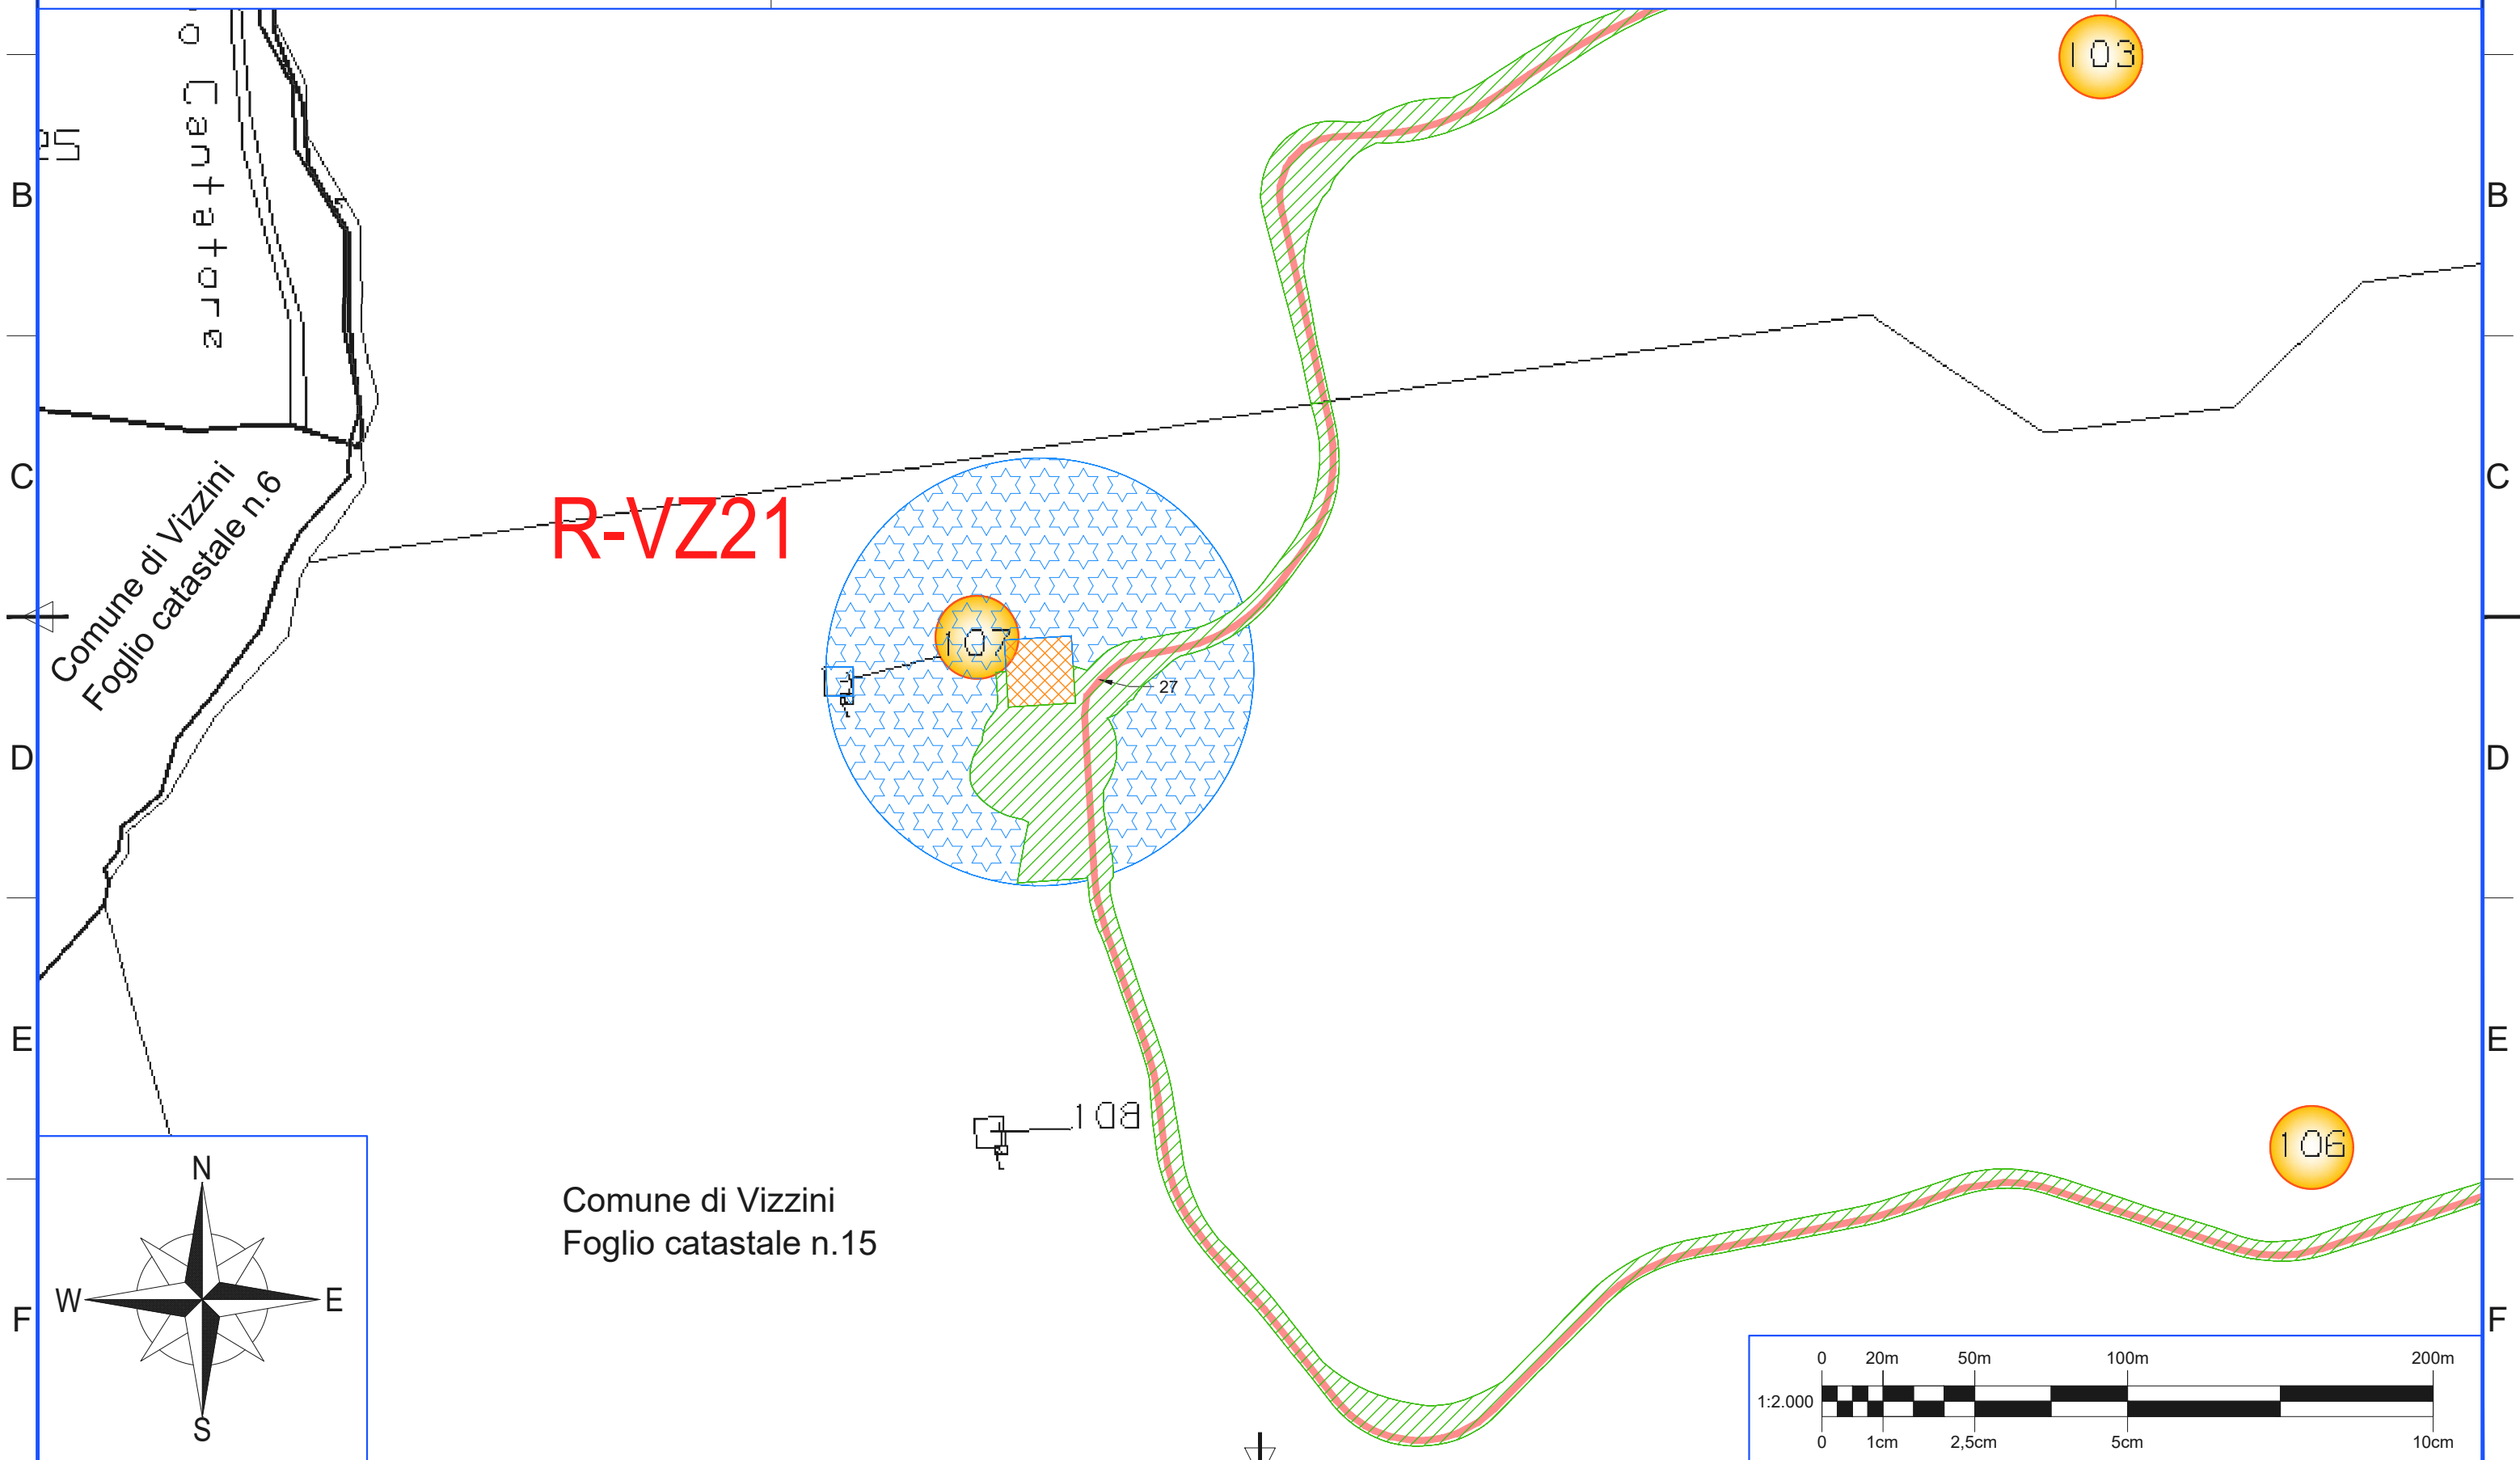 103
o Cantatore
B
B
C
C
R-VZ21
Comune di Vizzini
Foglio catastale n.6
107
27
D
D
E
E
108
106
Comune di Vizzini
Foglio catastale n.15
N
W
E
S
F
F
0 20m 50m 100m 200m
1:2.000
0 1cm 2,5cm 5cm 10cm